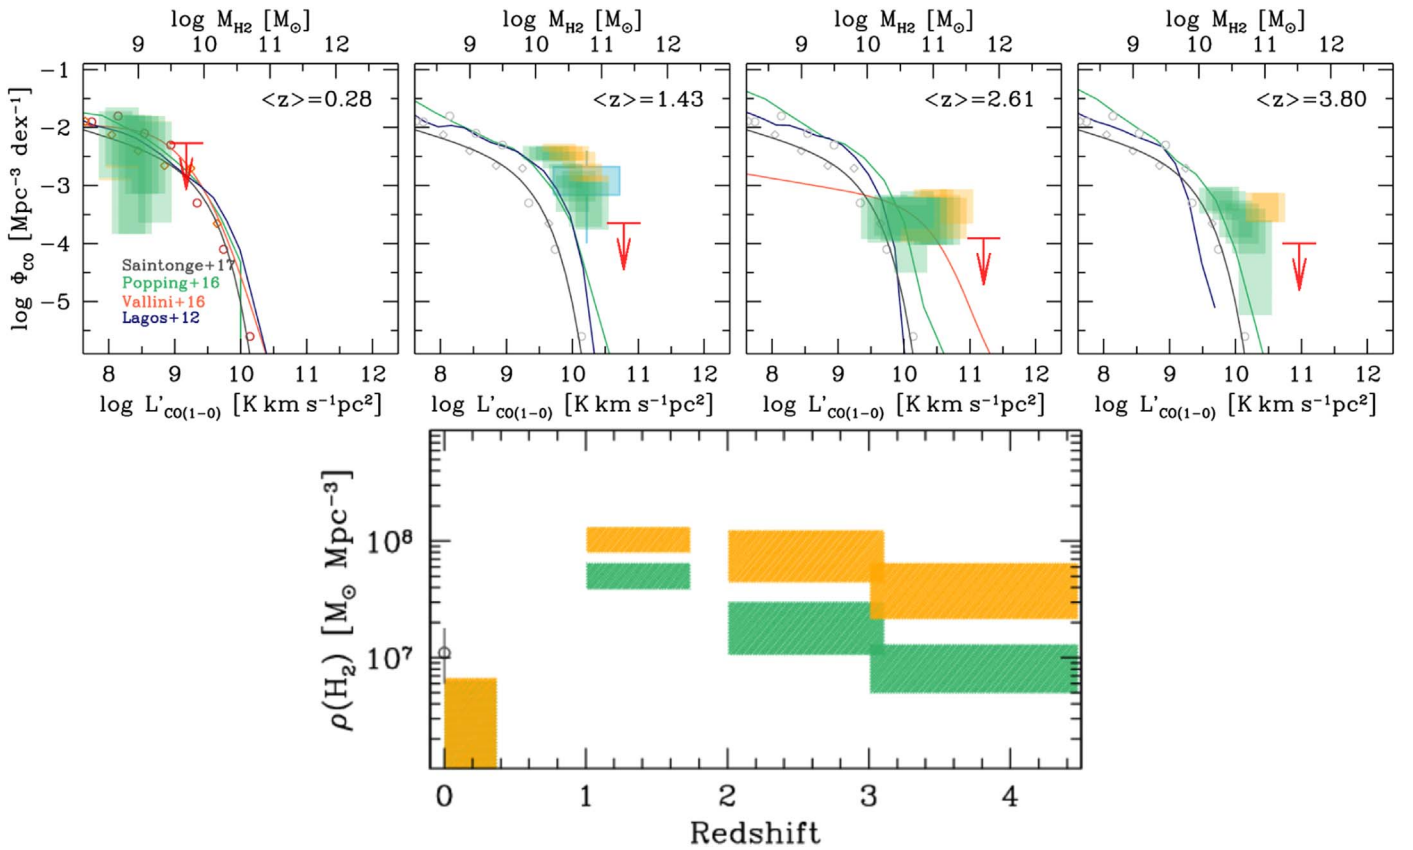 log M_H2 [M⊙] log M_H2 [M⊙] log M_H2 [M⊙] log M_H2 [M⊙]
9 10 11 12 9 10 11 12 9 10 11 12 9 10 11 12
<z>=0.28 <z>=1.43 <z>=2.61 <z>=3.80
log Φ_CO [Mpc⁻³ dex⁻¹]
−1
−2
−3
−4
−5
Saintonge+17
Popping+16
Vallini+16
Lagos+12
8 9 10 11 12 8 9 10 11 12 8 9 10 11 12 8 9 10 11 12
log L'_CO(1−0) [K km s⁻¹pc²] log L'_CO(1−0) [K km s⁻¹pc²] log L'_CO(1−0) [K km s⁻¹pc²] log L'_CO(1−0) [K km s⁻¹pc²]
ρ(H₂) [M⊙ Mpc⁻³]
10⁸
10⁷
0 1 2 3 4
Redshift